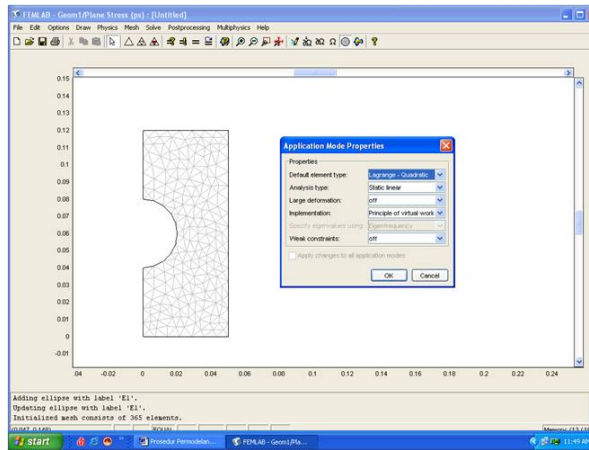 FEMLAB - Geom1/Plane Stress (ps) : [Untitled]
File Edit Options Draw Physics Mesh Solve Postprocessing Multiphysics Help
0.15
0.14
0.13
0.12
0.11
0.1
0.09
0.08
0.07
0.06
0.05
0.04
0.03
0.02
0.01
0
-0.01
.04 -0.02 0 0.02 0.04 0.06 0.08 0.1 0.12 0.14 0.16 0.18 0.2 0.22 0.24
Application Mode Properties
Properties
Default element type: Lagrange - Quadratic
Analysis type: Static linear
Large deformation: off
Implementation: Principle of virtual work
Specify eigenvalues using: Eigenfrequency
Weak constraints: off
Apply changes to all application modes
OK Cancel
Adding ellipse with label 'E1'.
Updating ellipse with label 'E1'.
Initialized mesh consists of 365 elements.
EQUAL
start Prosedur Permodelan... FEMLAB - Geom1/Pla... 11:49 AM